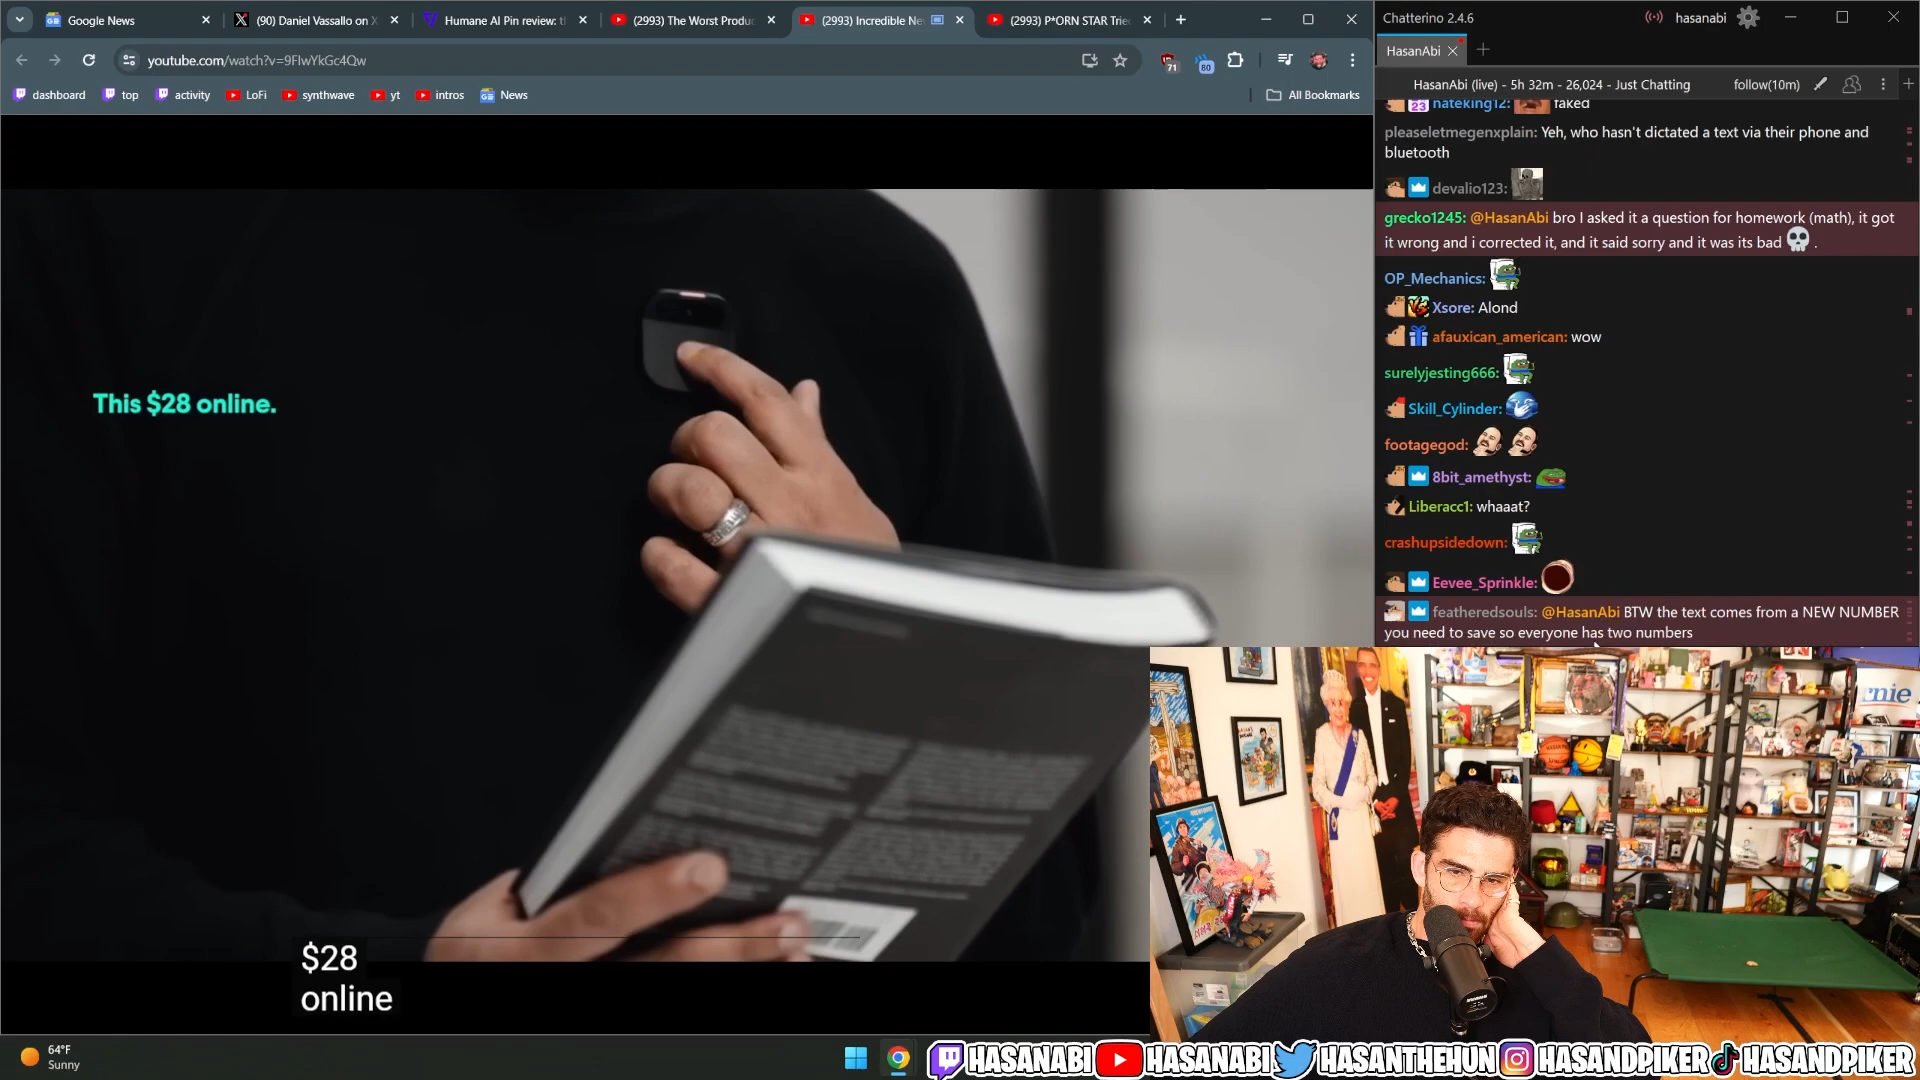 Google News
(90) Daniel Vassallo on X
Humane AI Pin review: t
(2993) The Worst Produc
(2993) Incredible Ne
(2993) P*ORN STAR Trie
youtube.com/watch?v=9FIwYkGc4Qw
71
80
dashboard
top
activity
LoFi
synthwave
yt
intros
News
All Bookmarks
This $28 online.
$28
online
64°F
Sunny
Chatterino 2.4.6
hasanabi
HasanAbi
HasanAbi (live) - 5h 32m - 26,024 - Just Chatting
follow(10m)
23 nateking12: faked
pleaseletmegenxplain: Yeh, who hasn't dictated a text via their phone and
bluetooth
devalio123:
grecko1245: @HasanAbi bro I asked it a question for homework (math), it got
it wrong and i corrected it, and it said sorry and it was its bad .
OP_Mechanics:
Xsore: Alond
afauxican_american: wow
surelyjesting666:
Skill_Cylinder:
footagegod:
8bit_amethyst:
Liberacc1: whaaat?
crashupsidedown:
Eevee_Sprinkle:
featheredsouls: @HasanAbi BTW the text comes from a NEW NUMBER
you need to save so everyone has two numbers
rnie
HASANABI
HASANABI
HASANTHEHUN
HASANDPIKER
HASANDPIKER